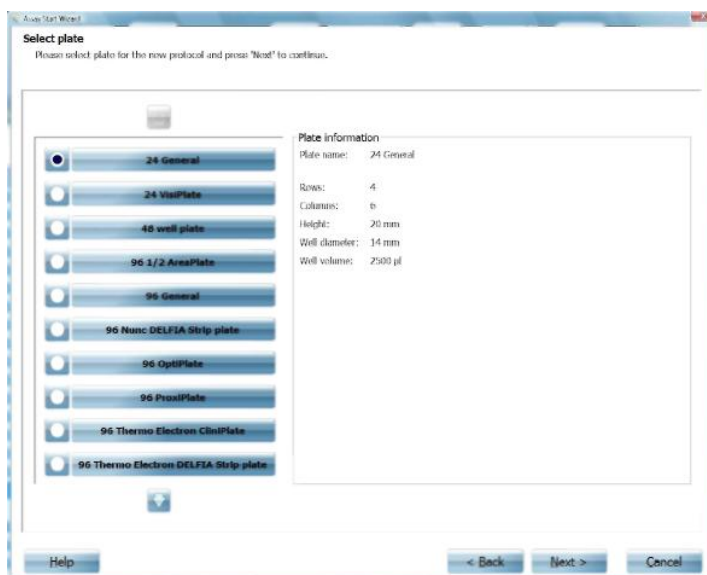 Assay Start Wizard
Select plate
Please select plate for the new protocol and press 'Next' to continue.
24 General
24 VisiPlate
48 well plate
96 1/2 AreaPlate
96 General
96 Nunc DELFIA Strip plate
96 OptiPlate
96 ProxiPlate
96 Thermo Electron CliniPlate
96 Thermo Electron DELFIA Strip plate
Plate information
Plate name: 24 General
Rows: 4
Columns: 6
Height: 20 mm
Well diameter: 14 mm
Well volume: 2500 µl
Help
< Back
Next >
Cancel